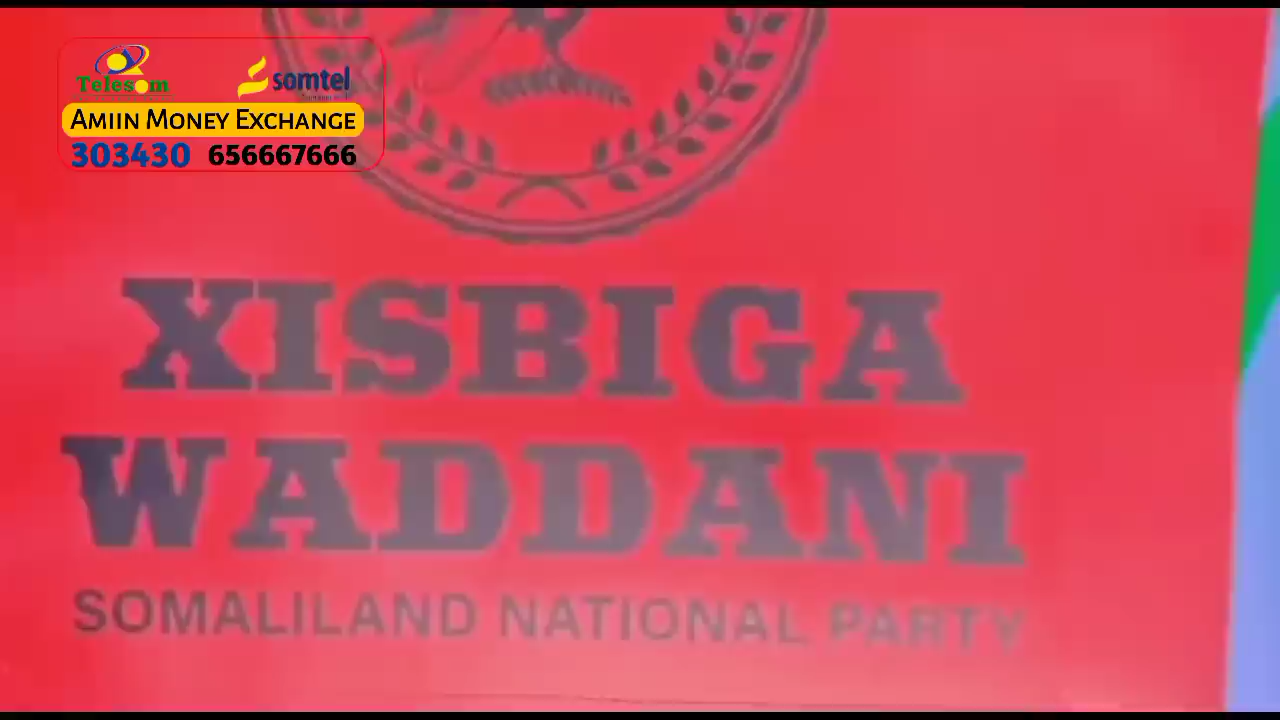 Telesom somtel
AMIIN MONEY EXCHANGE
303430 656667666
XISBIGA
WADDANI
SOMALILAND NATIONAL PARTY